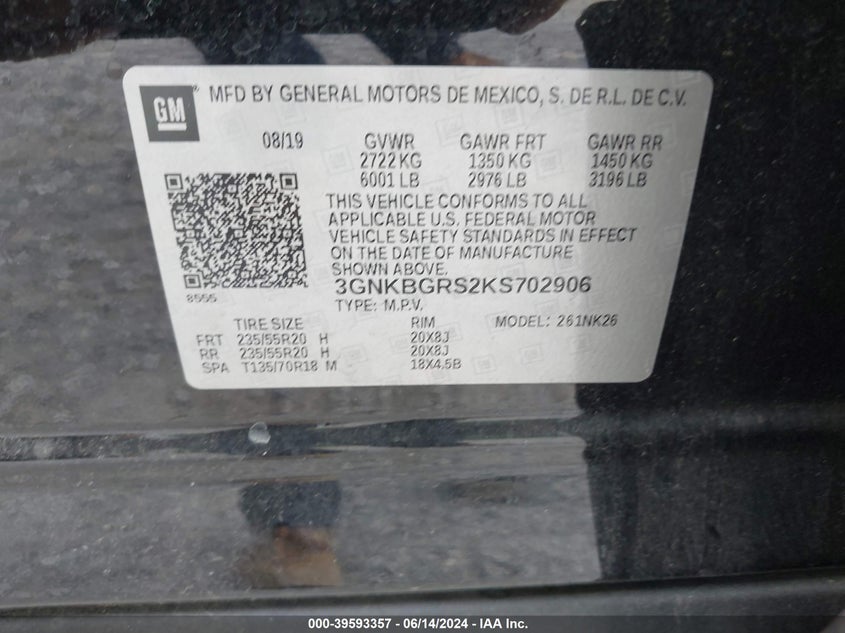 GM
MFD BY GENERAL MOTORS DE MEXICO, S. DE R.L. DE C.V.
08/19 GVWR GAWR FRT GAWR RR
2722 KG 1350 KG 1450 KG
6001 LB 2976 LB 3196 LB
THIS VEHICLE CONFORMS TO ALL
APPLICABLE U.S. FEDERAL MOTOR
VEHICLE SAFETY STANDARDS IN EFFECT
ON THE DATE OF MANUFACTURE
SHOWN ABOVE.
3GNKBGRS2KS702906
8555
TYPE: M.P.V.
TIRE SIZE RIM MODEL: 261NK26
FRT 235/55R20 H 20X8J
RR 235/55R20 H 20X8J
SPA T135/70R18 M 18X4.5B
000-39593357 - 06/14/2024 - IAA Inc.